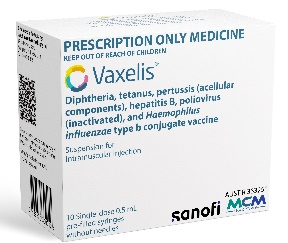 PRESCRIPTION ONLY MEDICINE
KEEP OUT OF REACH OF CHILDREN
Vaxelis®
Diphtheria, tetanus, pertussis (acellular
components), hepatitis B, poliovirus
(inactivated), and Haemophilus
influenzae type b conjugate vaccine
Suspension for
Intramuscular injection
AUST R
10 Single dose 0.5 mL
pre-filled syringes
without needles
sanofi MCM